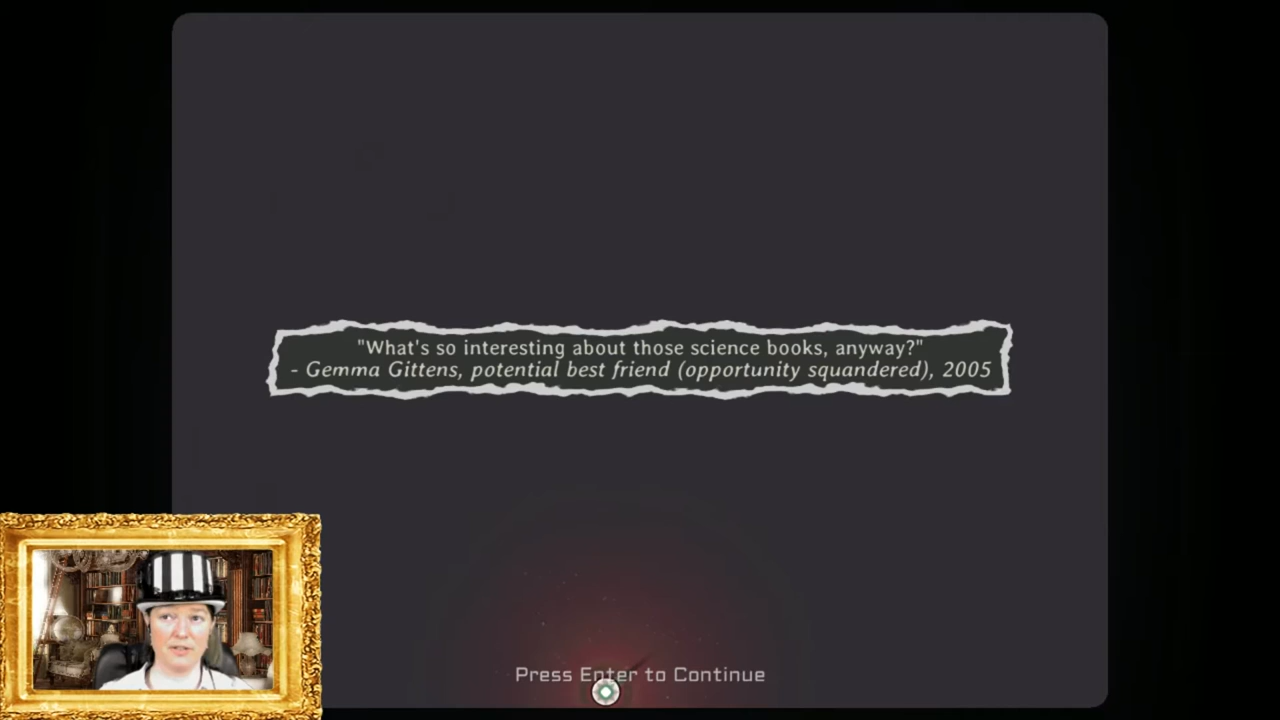 "What's so interesting about those science books, anyway?"
- Gemma Gittens, potential best friend (opportunity squandered), 2005
Press Enter to Continue